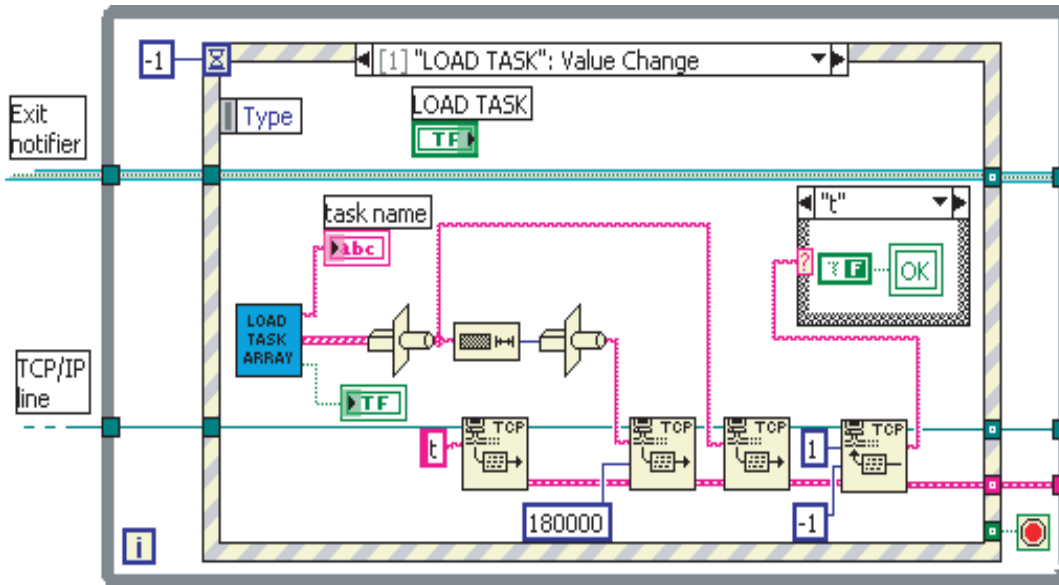 -1
[1] "LOAD TASK": Value Change
Exit
notifier
Type
LOAD TASK
TF
task name
abc
"t"
?
F
OK
LOAD
TASK
ARRAY
TF
TCP/IP
line
t
TCP
TCP
TCP
1
TCP
180000
-1
i